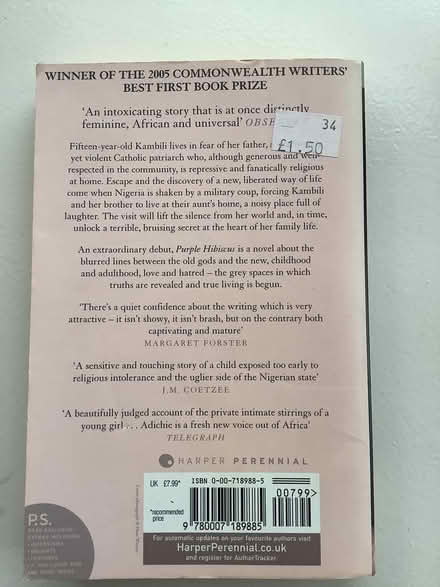 WINNER OF THE 2005 COMMONWEALTH WRITERS'
BEST FIRST BOOK PRIZE
'An intoxicating story that is at once distinctly
feminine, African and universal' OBSE
34
£1.50
Fifteen-year-old Kambili lives in fear of her father,
yet violent Catholic patriarch who, although generous and well-
respected in the community, is repressive and fanatically religious
at home. Escape and the discovery of a new, liberated way of life
come when Nigeria is shaken by a military coup, forcing Kambili
and her brother to live at their aunt's home, a noisy place full of
laughter. The visit will lift the silence from her world and, in time,
unlock a terrible, bruising secret at the heart of her family life.
An extraordinary debut, Purple Hibiscus is a novel about the
blurred lines between the old gods and the new, childhood
and adulthood, love and hatred – the grey spaces in which
truths are revealed and true living is begun.
'There's a quiet confidence about the writing which is very
attractive – it isn't showy, it isn't brash, but on the contrary both
captivating and mature'
MARGARET FORSTER
'A sensitive and touching story of a child exposed too early to
religious intolerance and the uglier side of the Nigerian state'
J.M. COETZEE
'A beautifully judged account of the private intimate stirrings of a
young girl . . . Adichie is a fresh new voice out of Africa'
TELEGRAPH
HARPER PERENNIAL
UK £7.99*
*recommended
price
ISBN 0-00-718988-5
00799>
9 780007 189885
For automatic updates on your favourite authors visit
HarperPerennial.co.uk
and register for AuthorTracker.
P.S.